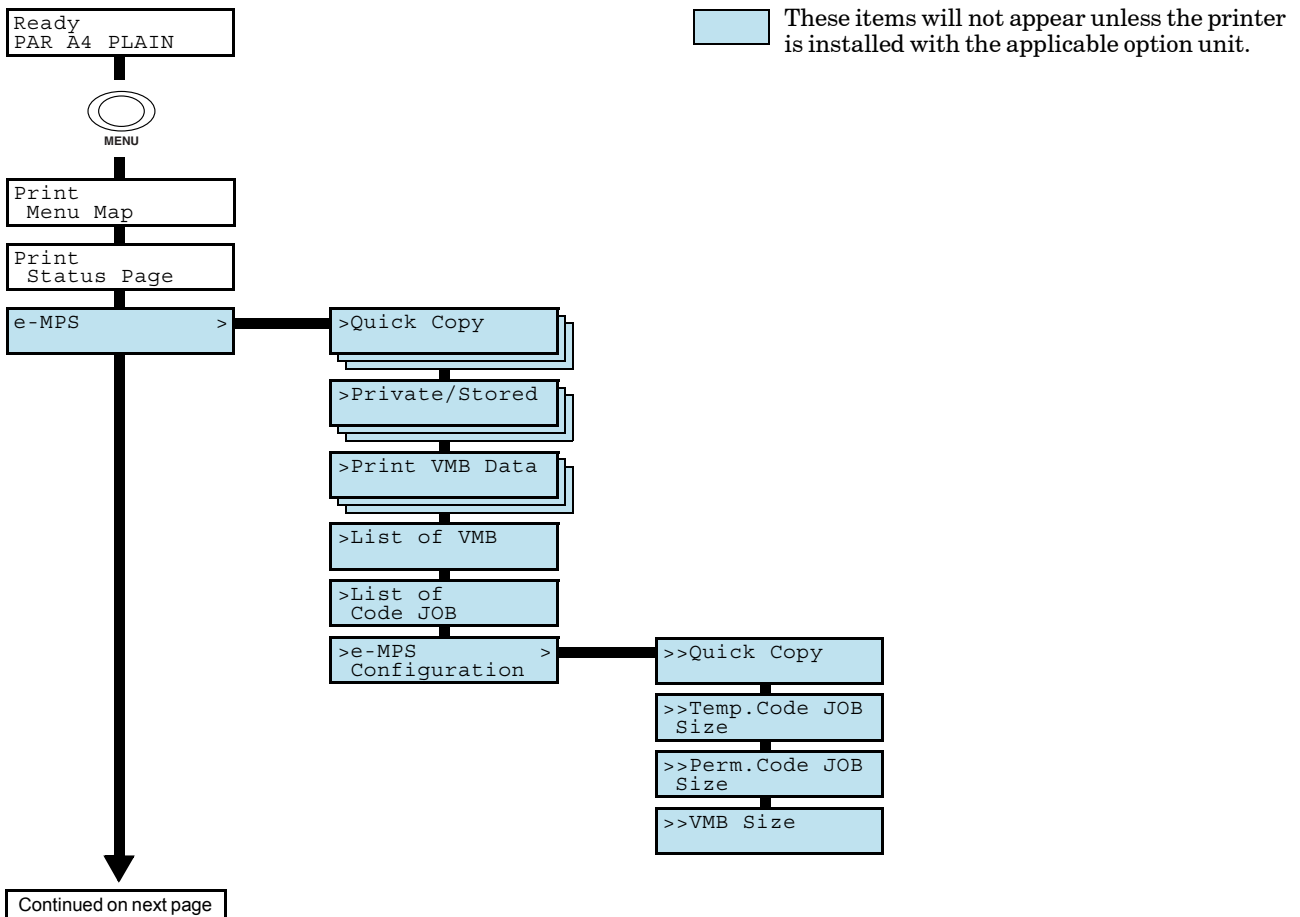 Ready
PAR A4 PLAIN
These items will not appear unless the printer
is installed with the applicable option unit.
MENU
Print
Menu Map
Print
Status Page
e-MPS >
>Quick Copy
>Private/Stored
>Print VMB Data
>List of VMB
>List of
Code JOB
>e-MPS >
Configuration
>>Quick Copy
>>Temp.Code JOB
Size
>>Perm.Code JOB
Size
>>VMB Size
Continued on next page